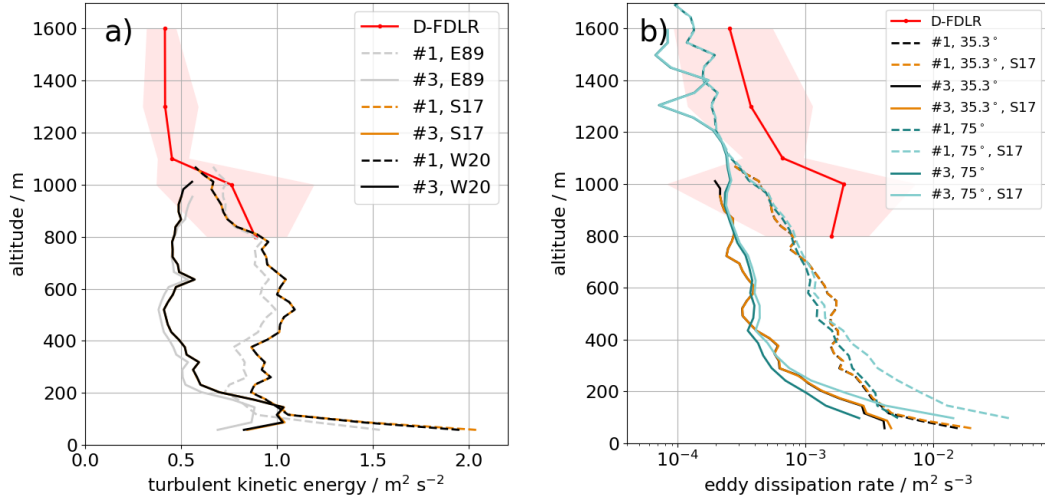 a)
D-FDLR
#1, E89
#3, E89
#1, S17
#3, S17
#1, W20
#3, W20
altitude / m
1600
1400
1200
1000
800
600
400
200
0
0.0
0.5
1.0
1.5
2.0
turbulent kinetic energy / m² s⁻²
b)
D-FDLR
#1, 35.3°
#1, 35.3°, S17
#3, 35.3°
#3, 35.3°, S17
#1, 75°
#1, 75°, S17
#3, 75°
#3, 75°, S17
altitude / m
1600
1400
1200
1000
800
600
400
200
0
10⁻⁴
10⁻³
10⁻²
eddy dissipation rate / m² s⁻³